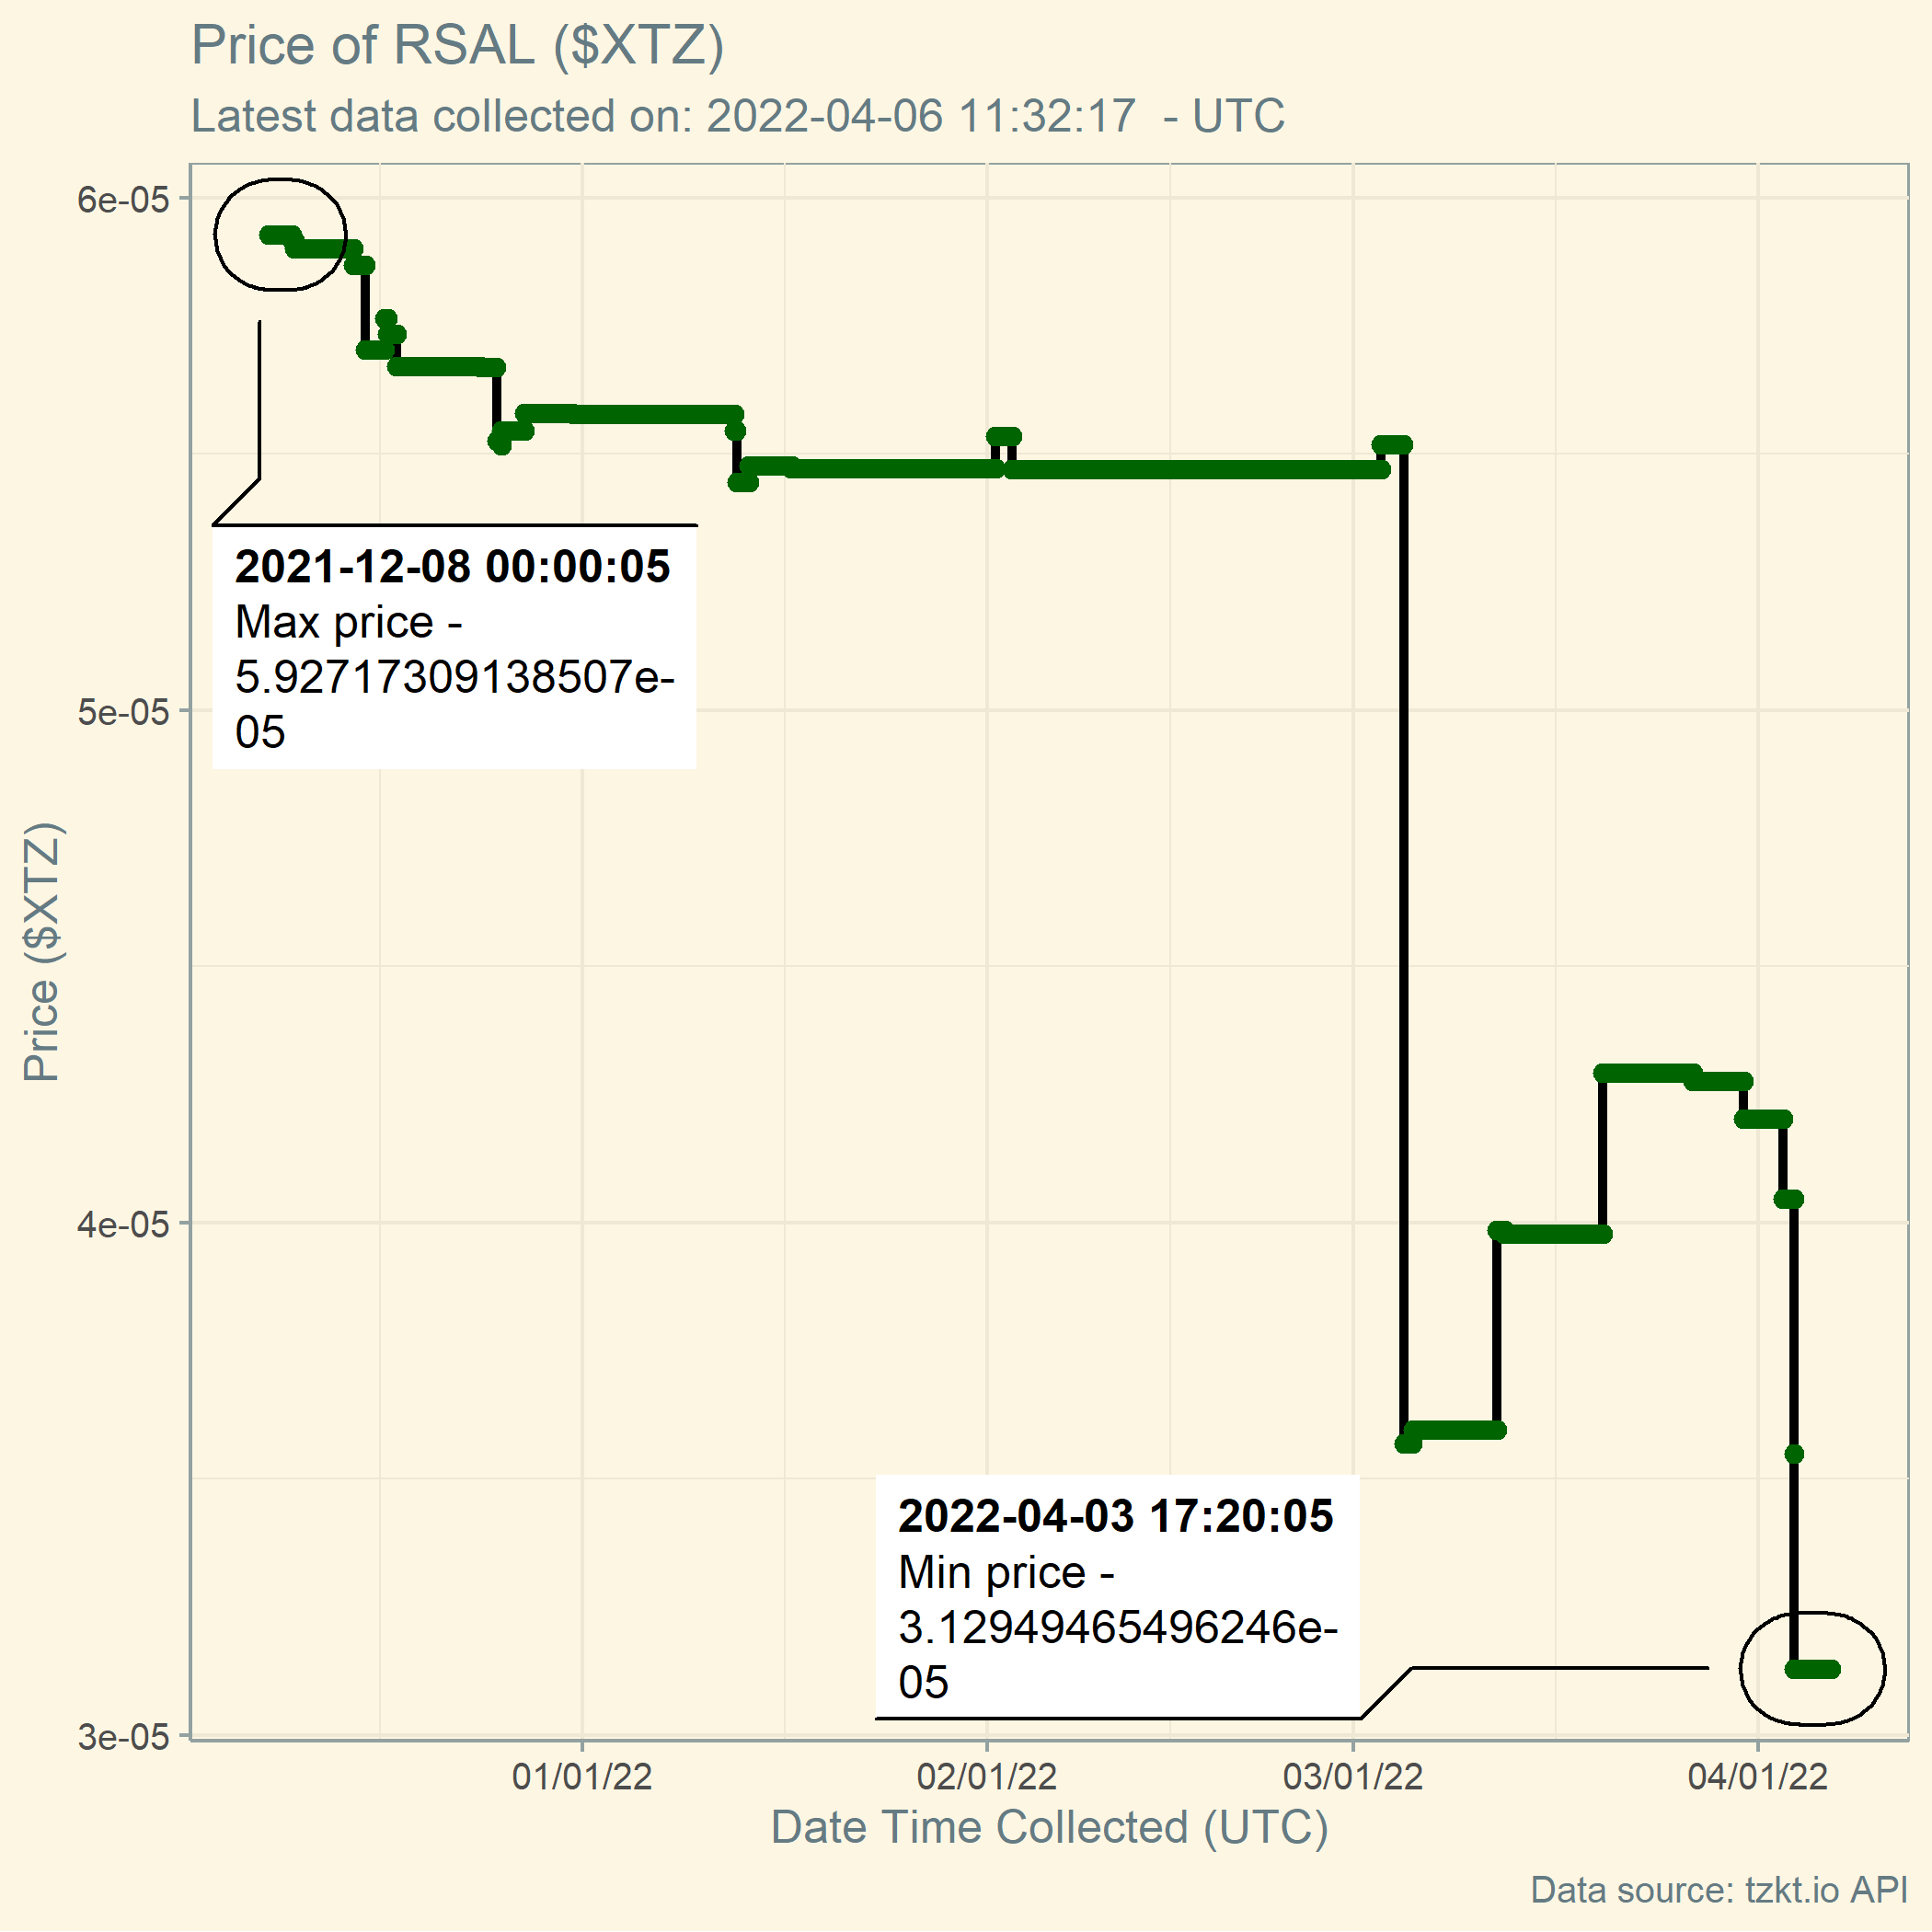 Price of RSAL ($XTZ)
Latest data collected on: 2022-04-06 11:32:17  - UTC
6e-05
5e-05
4e-05
3e-05
Price ($XTZ)
2021-12-08 00:00:05
Max price -
5.92717309138507e-
05
2022-04-03 17:20:05
Min price -
3.12949465496246e-
05
01/01/22
02/01/22
03/01/22
04/01/22
Date Time Collected (UTC)
Data source: tzkt.io API